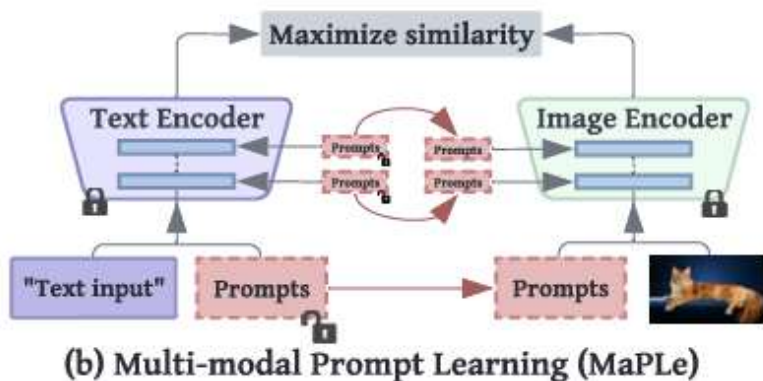 Maximize similarity
Text Encoder
Image Encoder
Prompts
Prompts
Prompts
Prompts
"Text input"
Prompts
Prompts
(b) Multi-modal Prompt Learning (MaPLe)